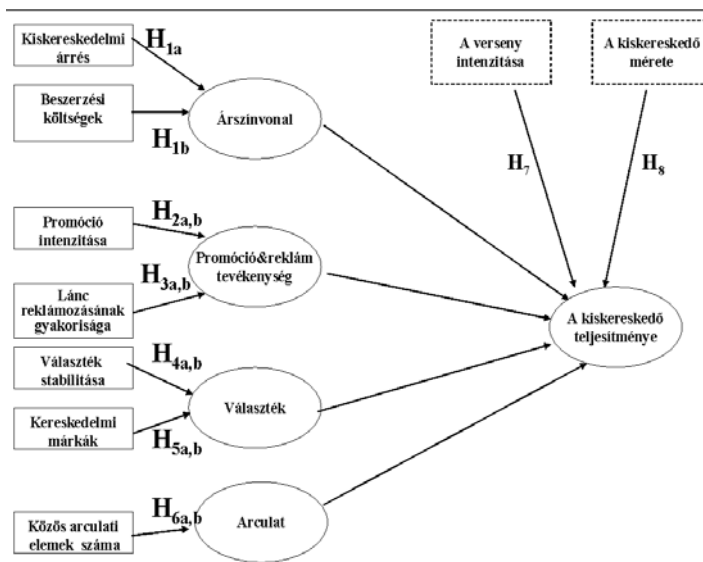 Kiskereskedelmi
árrés
H1a
Beszerzési
költségek
H1b
Árszínvonal
A verseny
intenzitása
A kiskereskedő
mérete
H7
H8
Promóció
intenzitása
H2a,b
Promóció&reklám
tevékenység
H3a,b
Lánc
reklámozásának
gyakorisága
A kiskereskedő
teljesítménye
Választék
stabilitása
H4a,b
Választék
Kereskedelmi
márkák
H5a,b
H6a,b
Arculat
Közös arculati
elemek száma